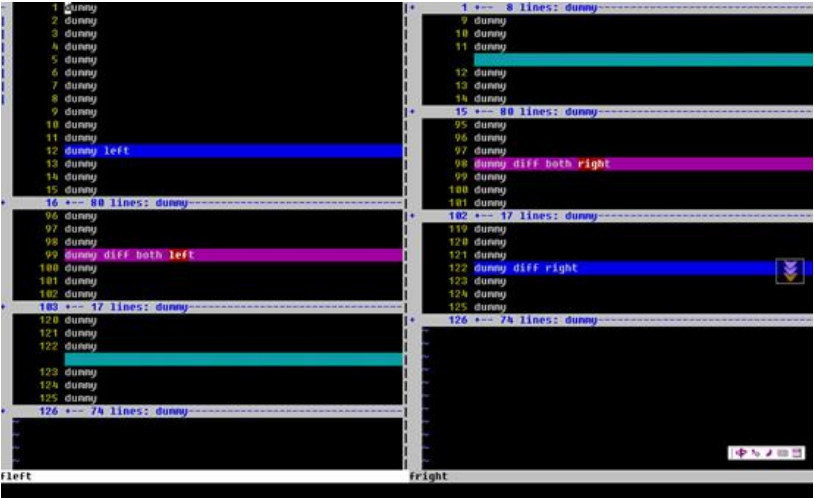 1 dummy
2 dummy
3 dummy
4 dummy
5 dummy
6 dummy
7 dummy
8 dummy
9 dummy
10 dummy
11 dummy
12 dummy left
13 dummy
14 dummy
15 dummy
+ 16 +-- 80 lines: dummy
96 dummy
97 dummy
98 dummy
99 dummy diff both left
100 dummy
101 dummy
102 dummy
+ 103 +-- 17 lines: dummy
120 dummy
121 dummy
122 dummy
123 dummy
124 dummy
125 dummy
+ 126 +-- 74 lines: dummy
~
~
~
~
fleft
+ 1 +-- 8 lines: dummy
9 dummy
10 dummy
11 dummy
12 dummy
13 dummy
14 dummy
+ 15 +-- 80 lines: dummy
95 dummy
96 dummy
97 dummy
98 dummy diff both right
99 dummy
100 dummy
101 dummy
+ 102 +-- 17 lines: dummy
119 dummy
120 dummy
121 dummy
122 dummy diff right
123 dummy
124 dummy
125 dummy
+ 126 +-- 74 lines: dummy
~
~
~
~
~
~
~
~
~
~
~
中
fright